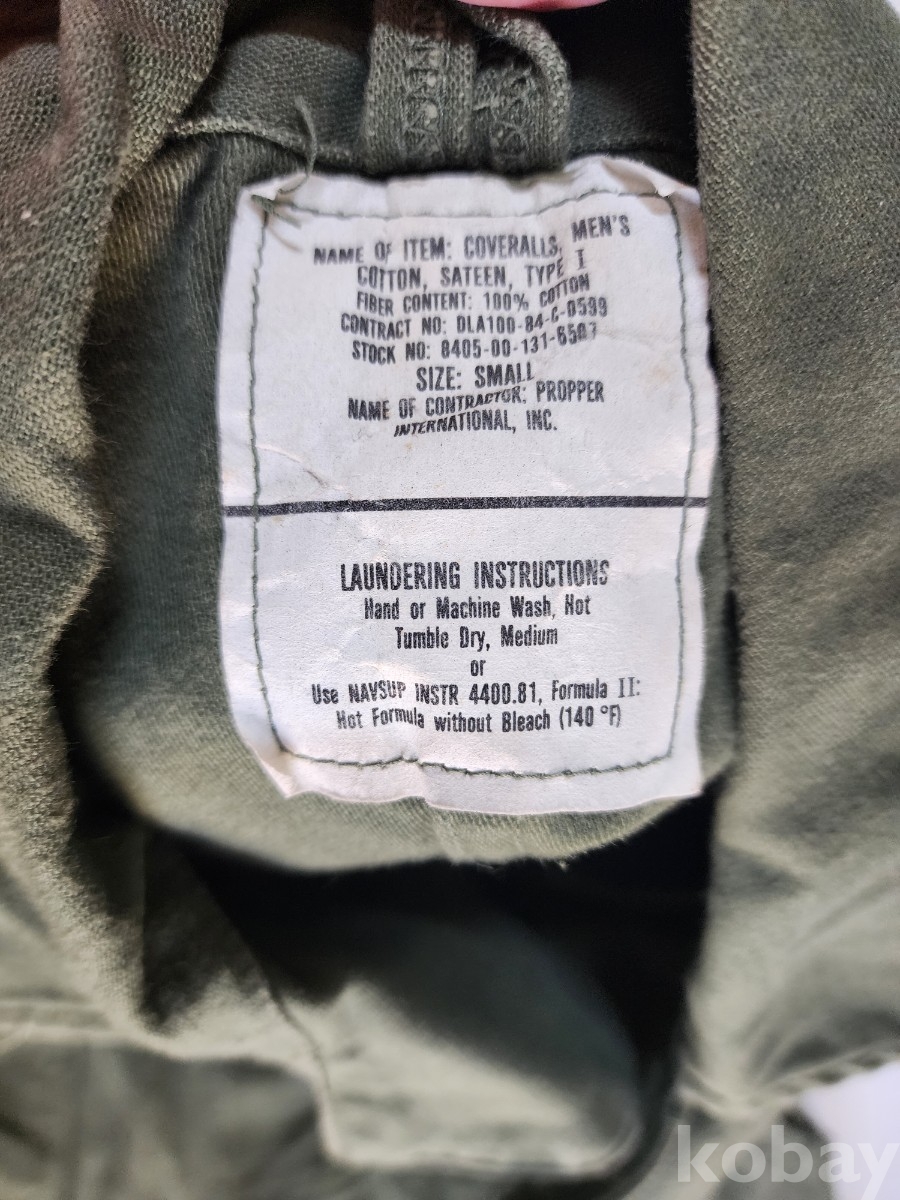 NAME OF ITEM: COVERALLS, MEN'S
COTTON, SATEEN, TYPE I
FIBER CONTENT: 100% COTTON
CONTRACT NO: DLA100-84-C-0599
STOCK NO: 8405-00-131-6507
SIZE: SMALL
NAME OF CONTRACTOR: PROPPER
INTERNATIONAL, INC.
LAUNDERING INSTRUCTIONS
Hand or Machine Wash, Hot
Tumble Dry, Medium
or
Use NAVSUP INSTR 4400.81, Formula II:
Hot Formula without Bleach (140 °F)
kobay